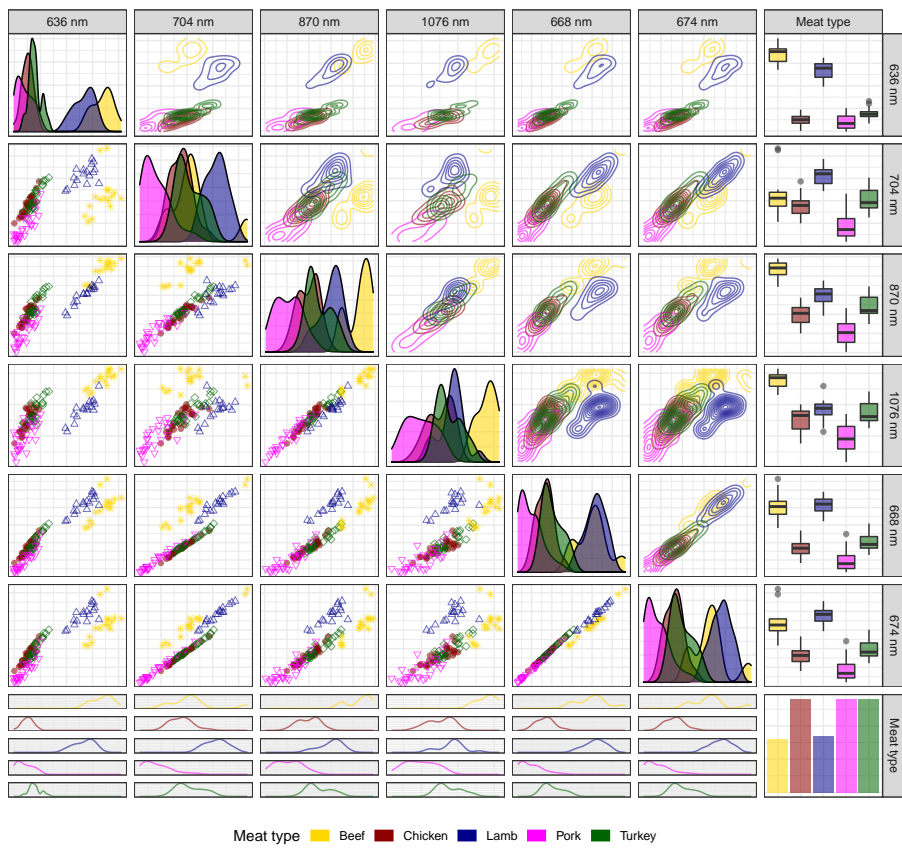 636 nm 704 nm 870 nm 1076 nm 668 nm 674 nm Meat type
636 nm
704 nm
870 nm
1076 nm
668 nm
674 nm
Meat type
Meat type Beef Chicken Lamb Pork Turkey